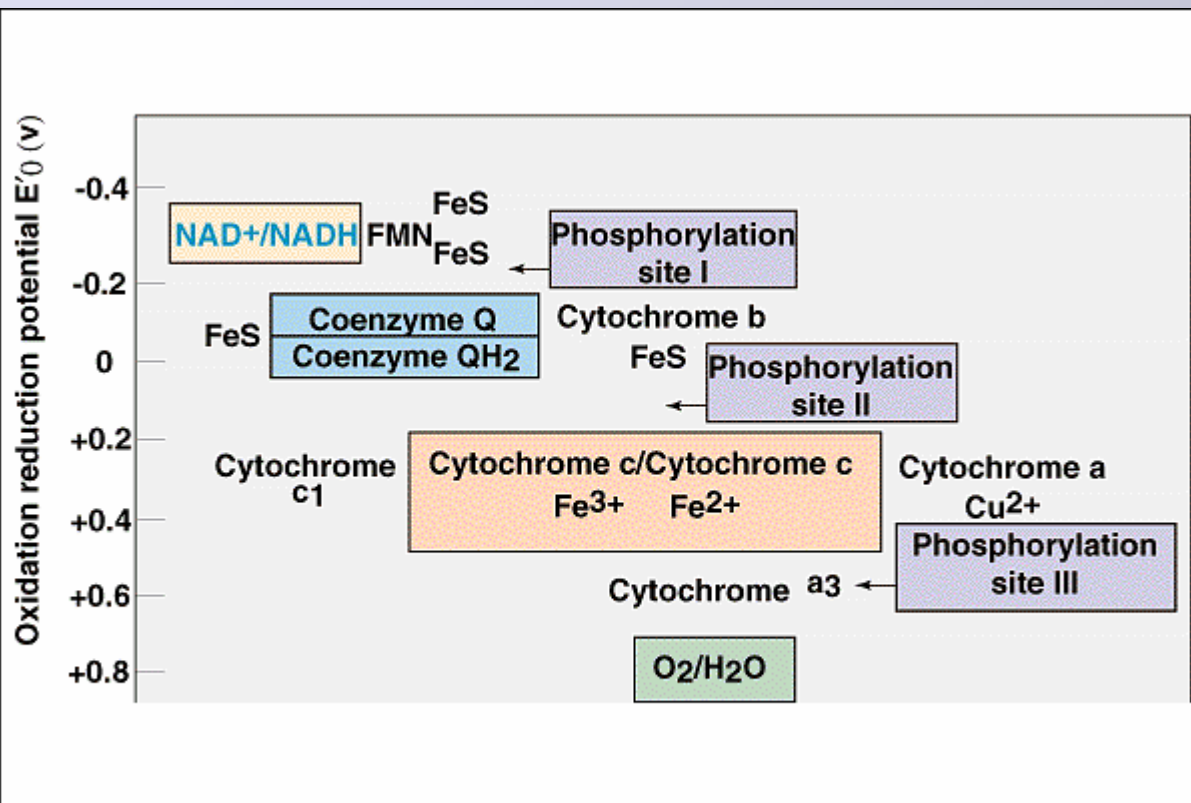 Oxidation reduction potential E′0 (v)
-0.4
-0.2
0
+0.2
+0.4
+0.6
+0.8
FeS
NAD+/NADH FMN
FeS
Phosphorylation
site I
FeS
Coenzyme Q
Coenzyme QH2
Cytochrome b
FeS
Phosphorylation
site II
Cytochrome
c1
Cytochrome c/Cytochrome c
Fe3+ Fe2+
Cytochrome a
Cu2+
Phosphorylation
site III
Cytochrome a3
O2/H2O